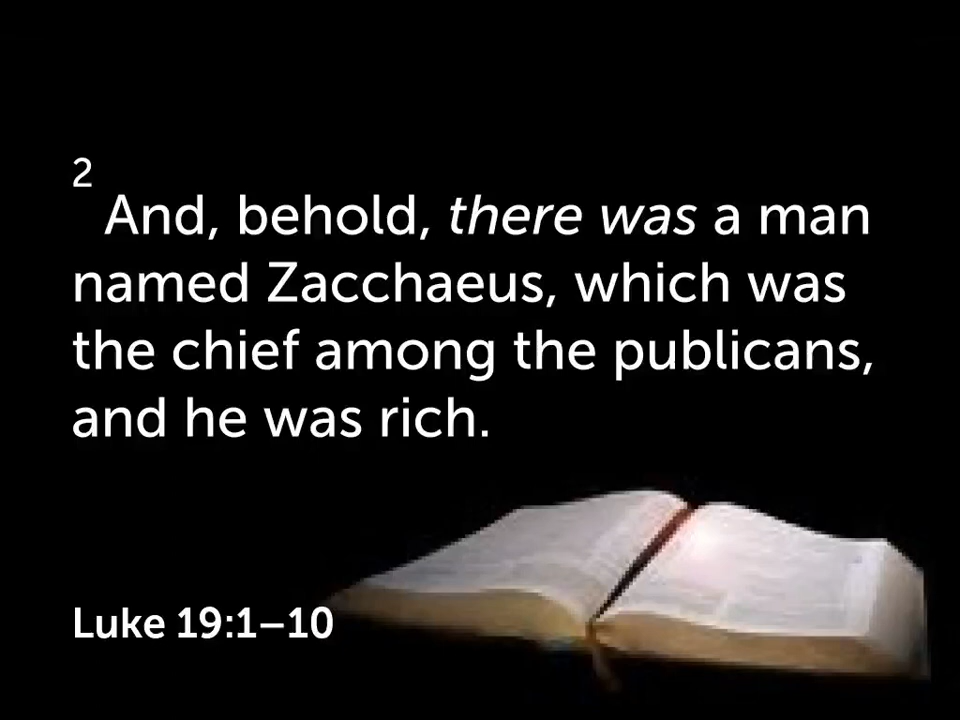 2
And, behold, there was a man
named Zacchaeus, which was
the chief among the publicans,
and he was rich.
Luke 19:1–10